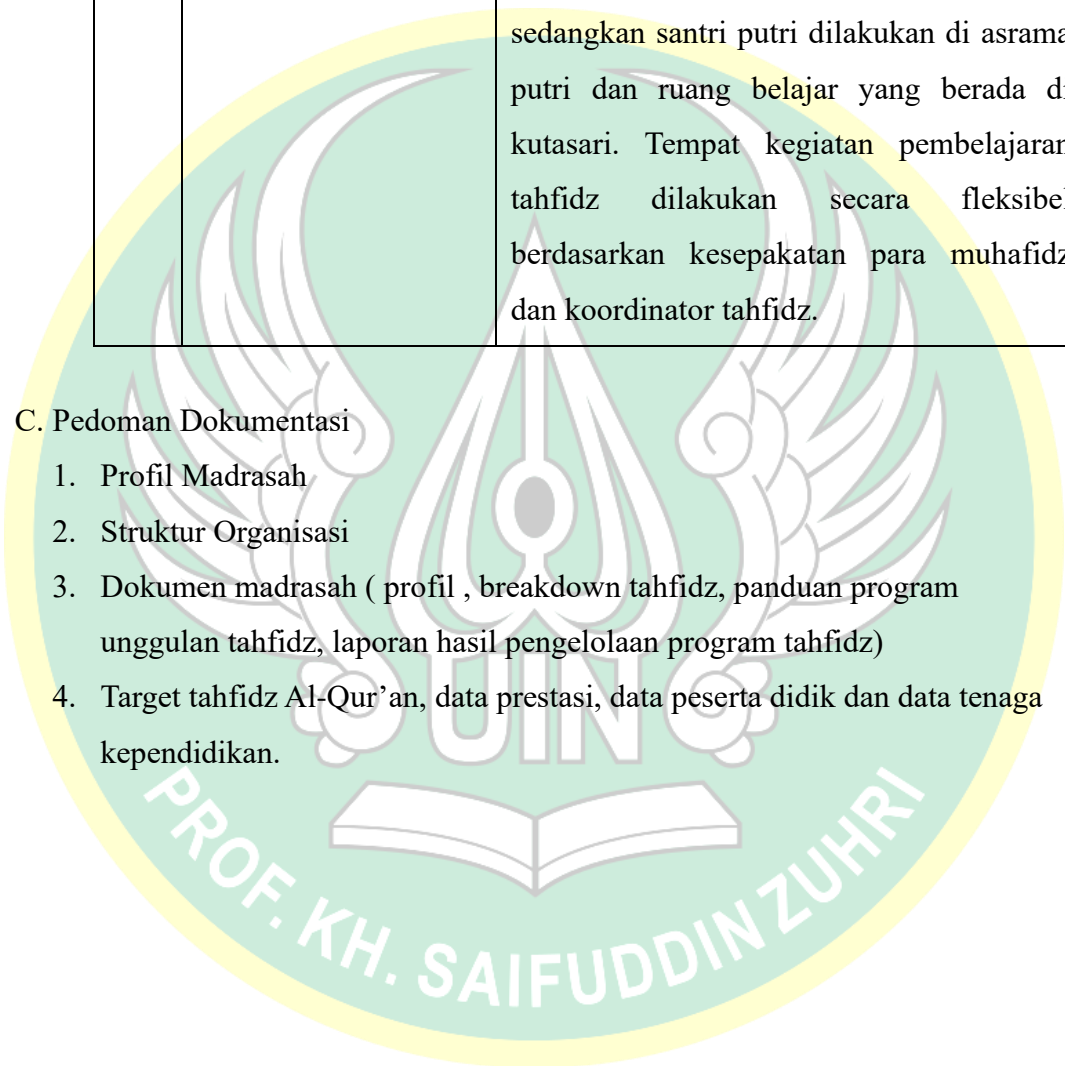 sedangkan santri putri dilakukan di asrama
putri dan ruang belajar yang berada di
kutasari. Tempat kegiatan pembelajaran
tahfidz dilakukan secara fleksibel
berdasarkan kesepakatan para muhafidz
dan koordinator tahfidz.
C. Pedoman Dokumentasi
1. Profil Madrasah
2. Struktur Organisasi
3. Dokumen madrasah ( profil , breakdown tahfidz, panduan program
unggulan tahfidz, laporan hasil pengelolaan program tahfidz)
4. Target tahfidz Al-Qur’an, data prestasi, data peserta didik dan data tenaga
kependidikan.
UIN
PROF. KH. SAIFUDDIN ZUHRI